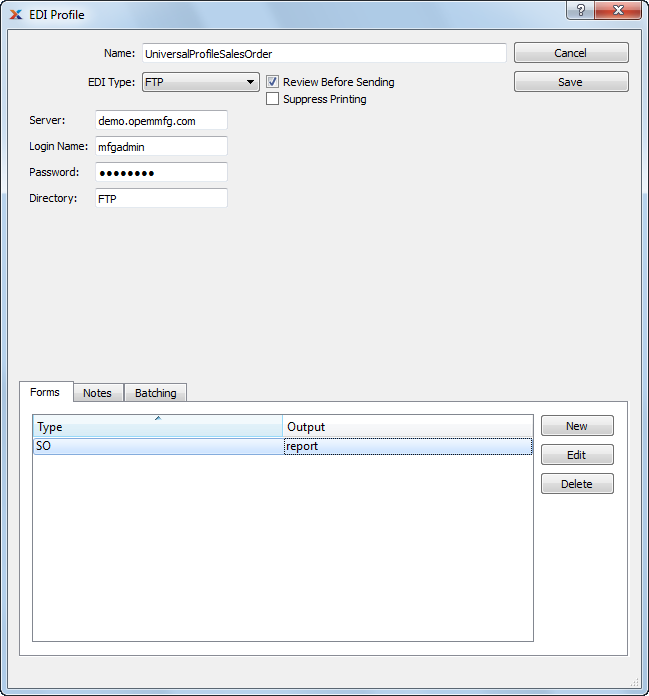 EDI Profile
?
Name: UniversalProfileSalesOrder Cancel
EDI Type: FTP Review Before Sending Save
Suppress Printing
Server: demo.openmfg.com
Login Name: mfgadmin
Password: ●●●●●●●●
Directory: FTP
Forms Notes Batching
Type Output New
SO report Edit
Delete